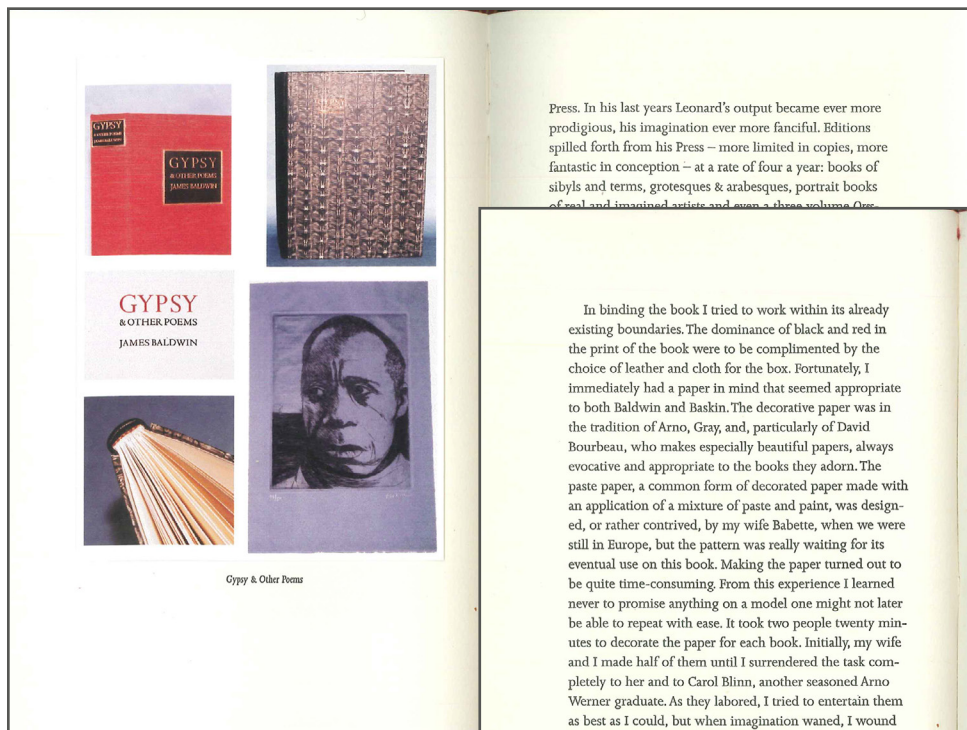 GYPSY
& OTHER POEMS
JAMES BALDWIN
GYPSY
& OTHER POEMS
JAMES BALDWIN
GYPSY
& OTHER POEMS
JAMES BALDWIN
Gypsy & Other Poems
Press. In his last years Leonard's output became ever more
prodigious, his imagination ever more fanciful. Editions
spilled forth from his Press – more limited in copies, more
fantastic in conception – at a rate of four a year: books of
sibyls and terms, grotesques & arabesques, portrait books
of real and imagined artists and even a three volume
In binding the book I tried to work within its already
existing boundaries. The dominance of black and red in
the print of the book were to be complimented by the
choice of leather and cloth for the box. Fortunately, I
immediately had a paper in mind that seemed appropriate
to both Baldwin and Baskin. The decorative paper was in
the tradition of Arno, Gray, and, particularly of David
Bourbeau, who makes especially beautiful papers, always
evocative and appropriate to the books they adorn. The
paste paper, a common form of decorated paper made with
an application of a mixture of paste and paint, was design-
ed, or rather contrived, by my wife Babette, when we were
still in Europe, but the pattern was really waiting for its
eventual use on this book. Making the paper turned out to
be quite time-consuming. From this experience I learned
never to promise anything on a model one might not later
be able to repeat with ease. It took two people twenty min-
utes to decorate the paper for each book. Initially, my wife
and I made half of them until I surrendered the task com-
pletely to her and to Carol Blinn, another seasoned Arno
Werner graduate. As they labored, I tried to entertain them
as best as I could, but when imagination waned, I wound